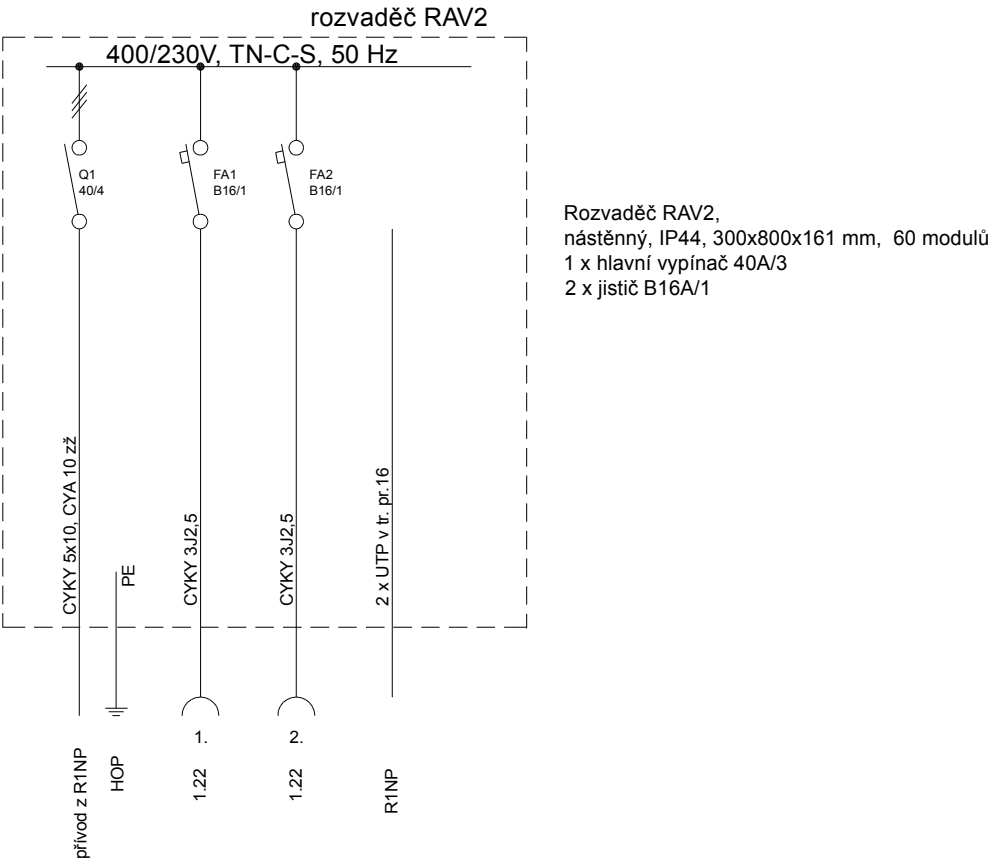 rozvaděč RAV2
400/230V, TN-C-S, 50 Hz
Q1
40/4
FA1
B16/1
FA2
B16/1
Rozvaděč RAV2,
nástěnný, IP44, 300x800x161 mm, 60 modulů
1 x hlavní vypínač 40A/3
2 x jistič B16A/1
CYKY 5x10, CYA 10 zž
PE
CYKY 3J2,5
CYKY 3J2,5
2 x UTP v tr. pr.16
přívod z R1NP
HOP
1.
1.22
2.
1.22
R1NP